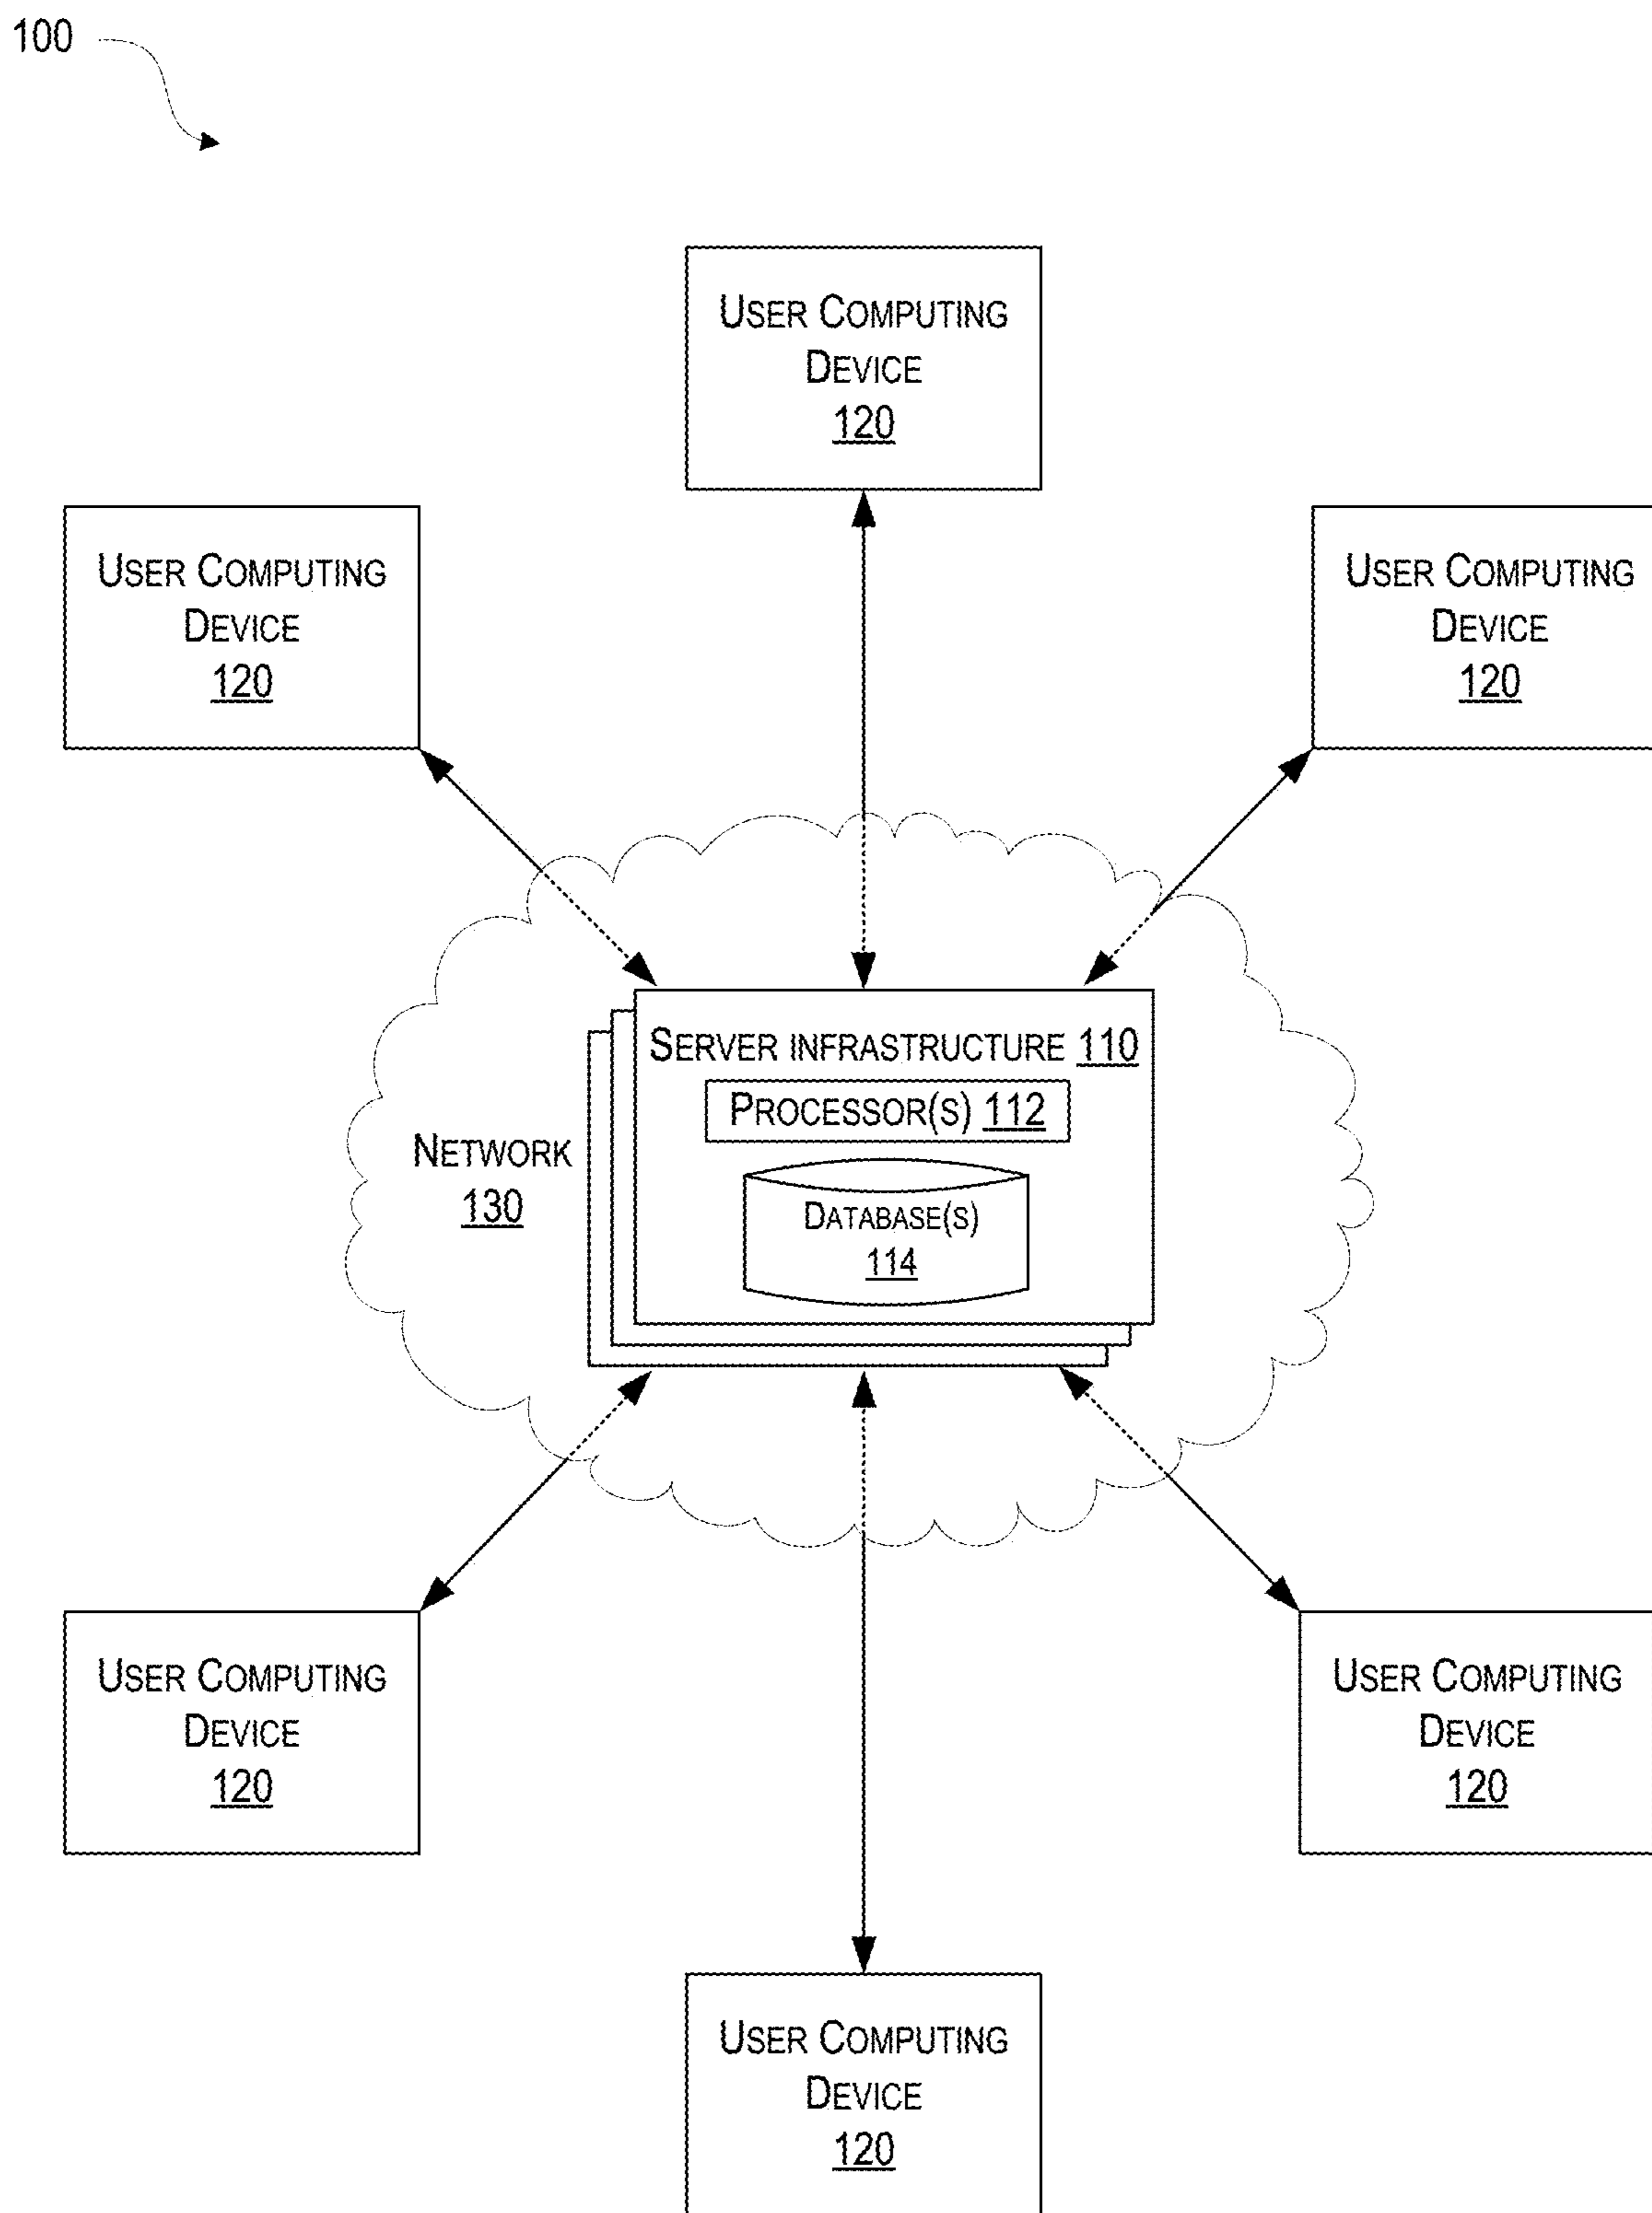 100
User Computing
Device
120
User Computing
Device
120
User Computing
Device
120
Server infrastructure 110
Processor(s) 112
Network
130
Database(s)
114
User Computing
Device
120
User Computing
Device
120
User Computing
Device
120